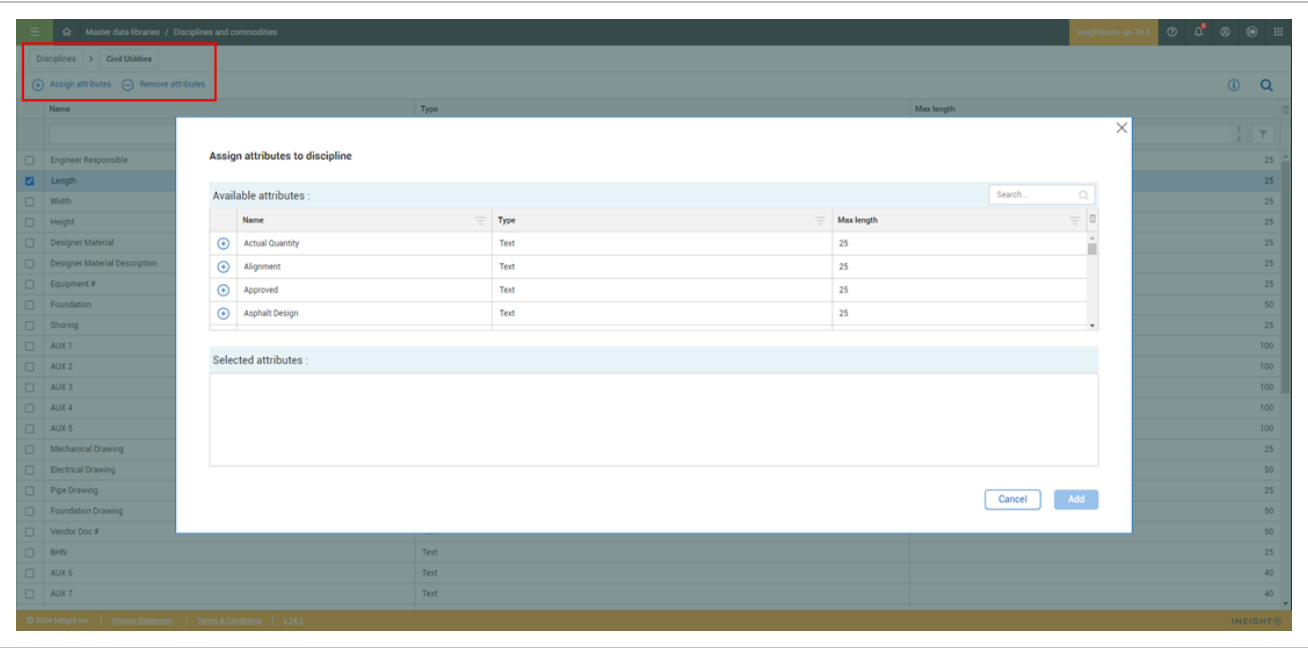 Master data libraries / Disciplines and commodities
ineightsuite-qa-24.5
Disciplines > Civil Utilities
Assign attributes Remove attributes
Name Type Max length
Assign attributes to discipline
Available attributes :
Search...
Name Type Max length
Actual Quantity Text 25
Alignment Text 25
Approved Text 25
Asphalt Design Text 25
Selected attributes :
Cancel Add
Engineer Responsible 25
Length 25
Width 25
Height 25
Designer Material 25
Designer Material Description 25
Equipment # 25
Foundation 50
Shoring 25
AUX 1 100
AUX 2 100
AUX 3 100
AUX 4 100
AUX 5 100
Mechanical Drawing 25
Electrical Drawing 50
Pipe Drawing 25
Foundation Drawing 50
Vendor Doc # 50
BHN Text 25
AUX 6 Text 40
AUX 7 Text 40
© 2024 InEight Inc. | Privacy Statement | Terms & Conditions | v 24.5
INEIGHT